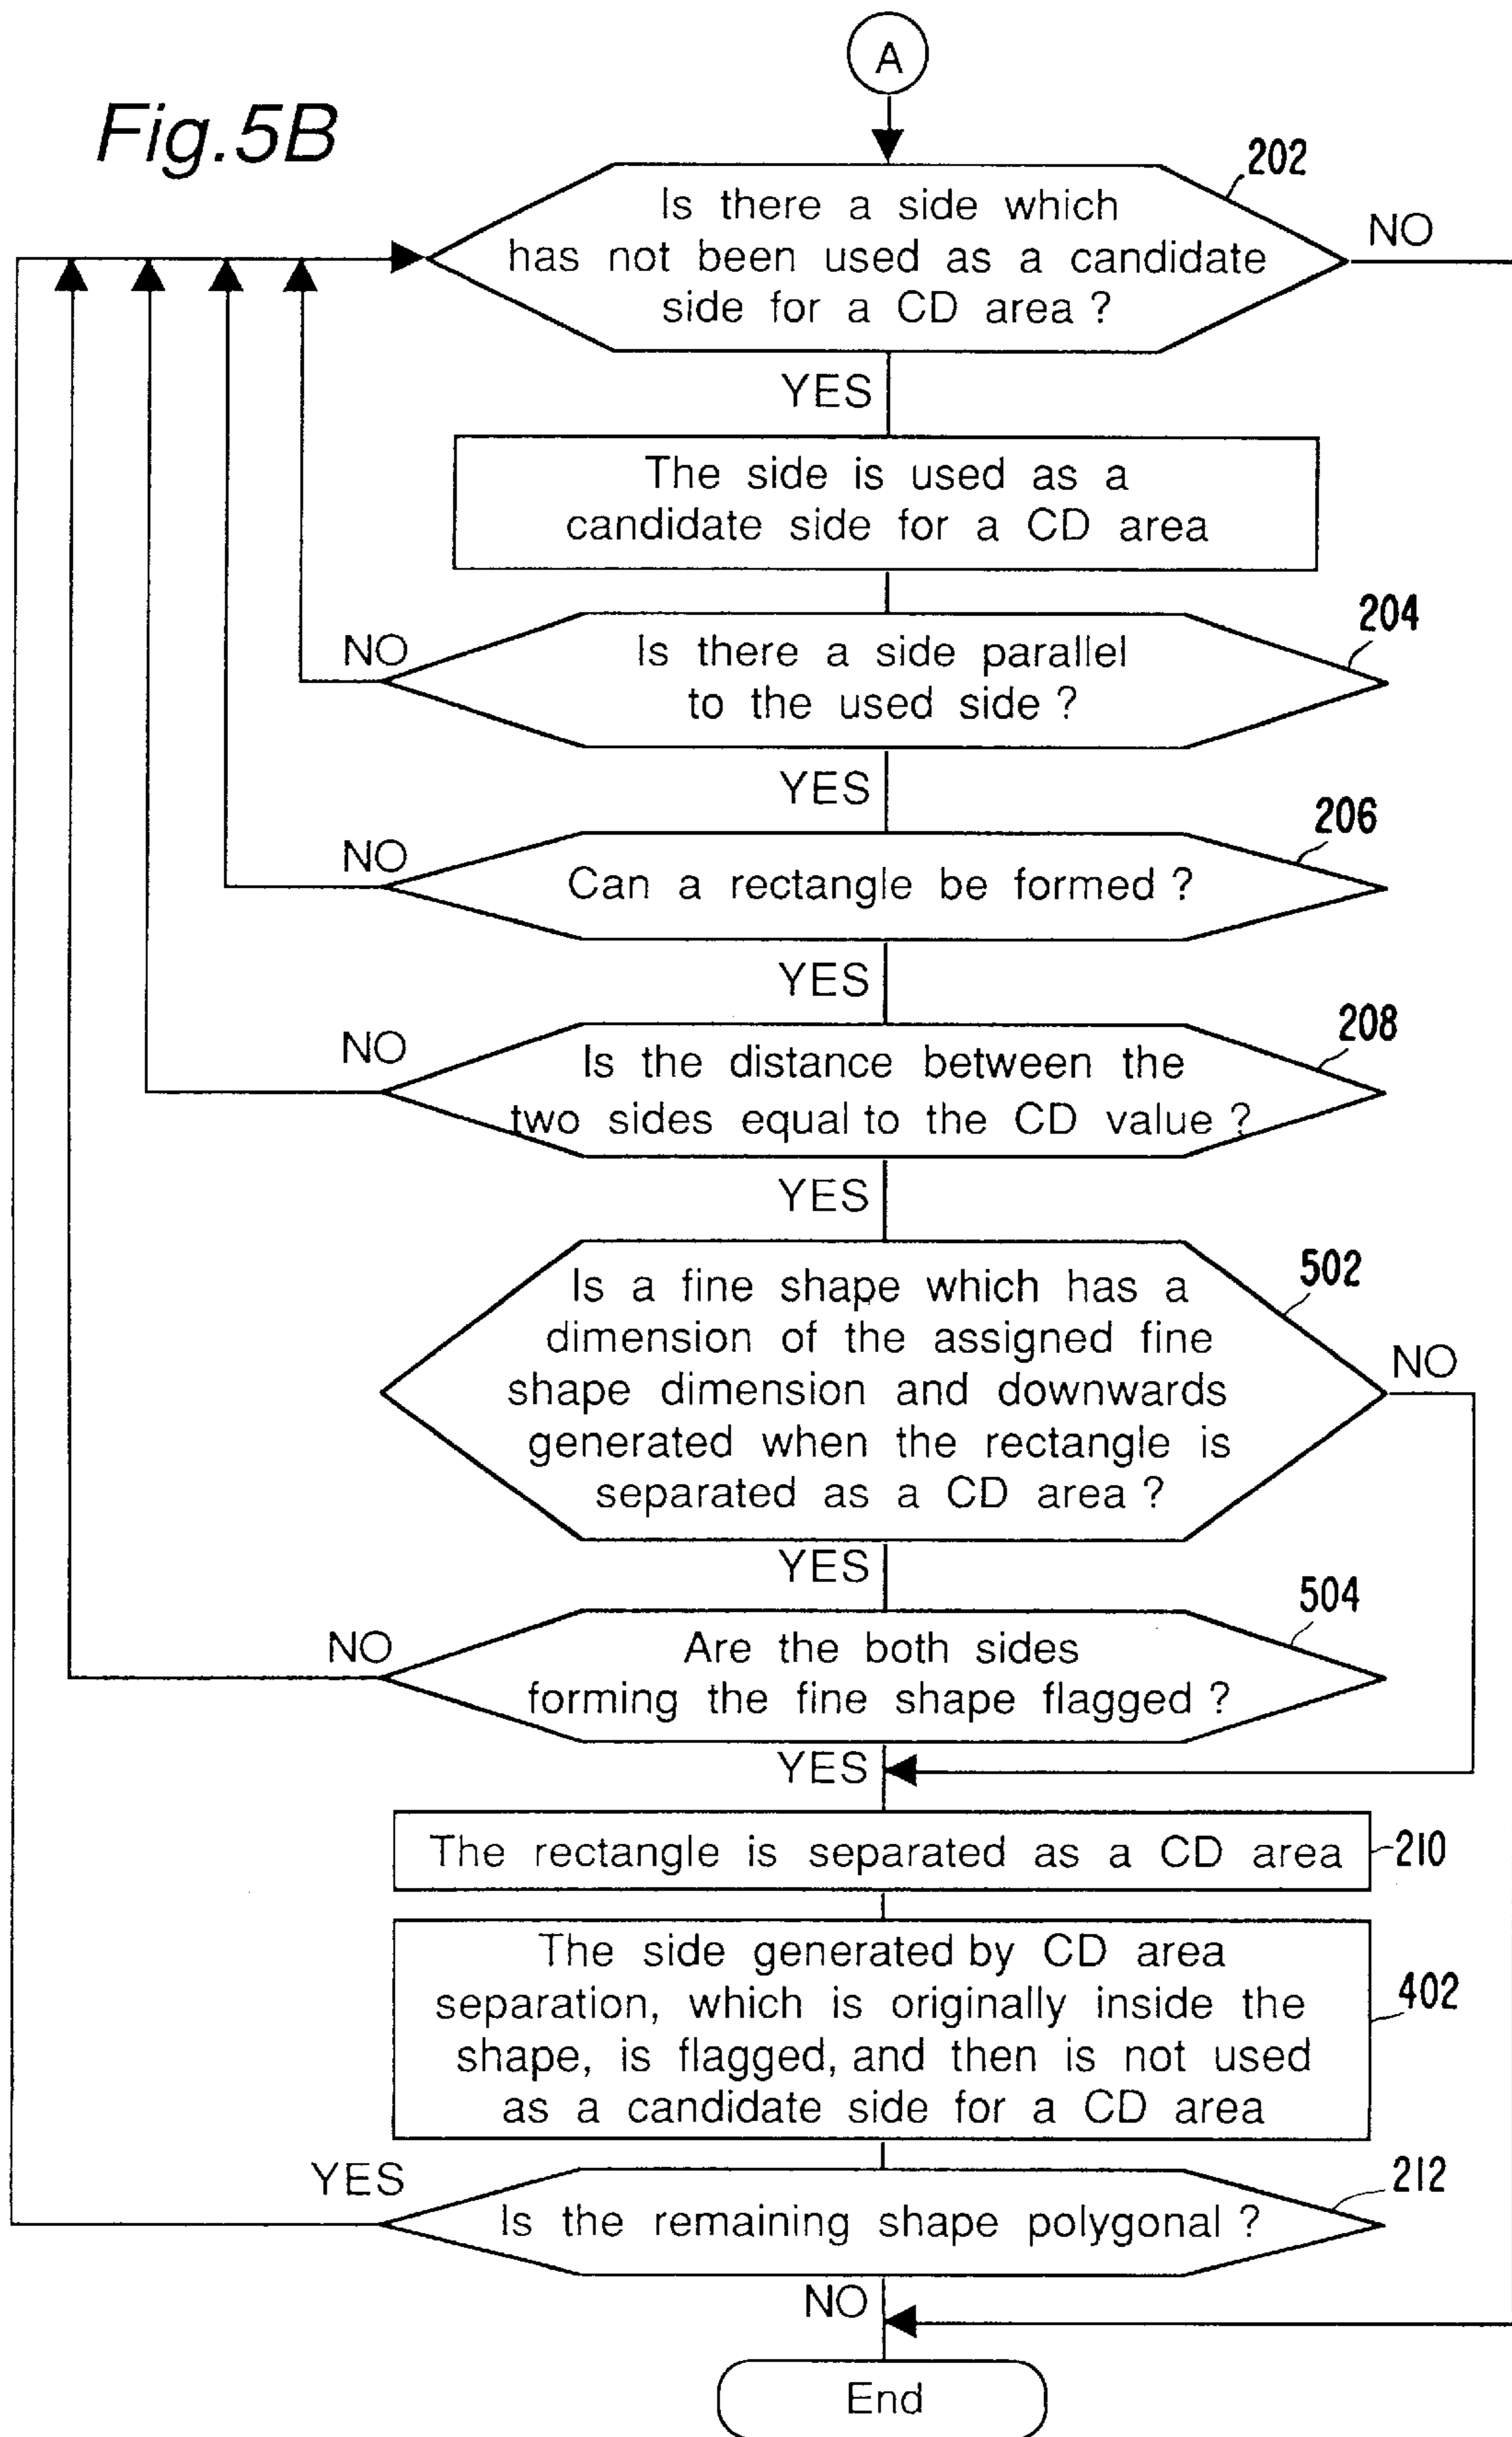 A
Fig.5B
202
Is there a side which
has not been used as a candidate
side for a CD area ?
NO
YES
The side is used as a
candidate side for a CD area
204
NO
Is there a side parallel
to the used side ?
YES
206
NO
Can a rectangle be formed ?
YES
208
NO
Is the distance between the
two sides equal to the CD value ?
YES
502
Is a fine shape which has a
dimension of the assigned fine
shape dimension and downwards
generated when the rectangle is
separated as a CD area ?
NO
YES
504
NO
Are the both sides
forming the fine shape flagged ?
YES
The rectangle is separated as a CD area
210
The side generated by CD area
separation, which is originally inside the
shape, is flagged, and then is not used
as a candidate side for a CD area
402
YES
212
Is the remaining shape polygonal ?
NO
End